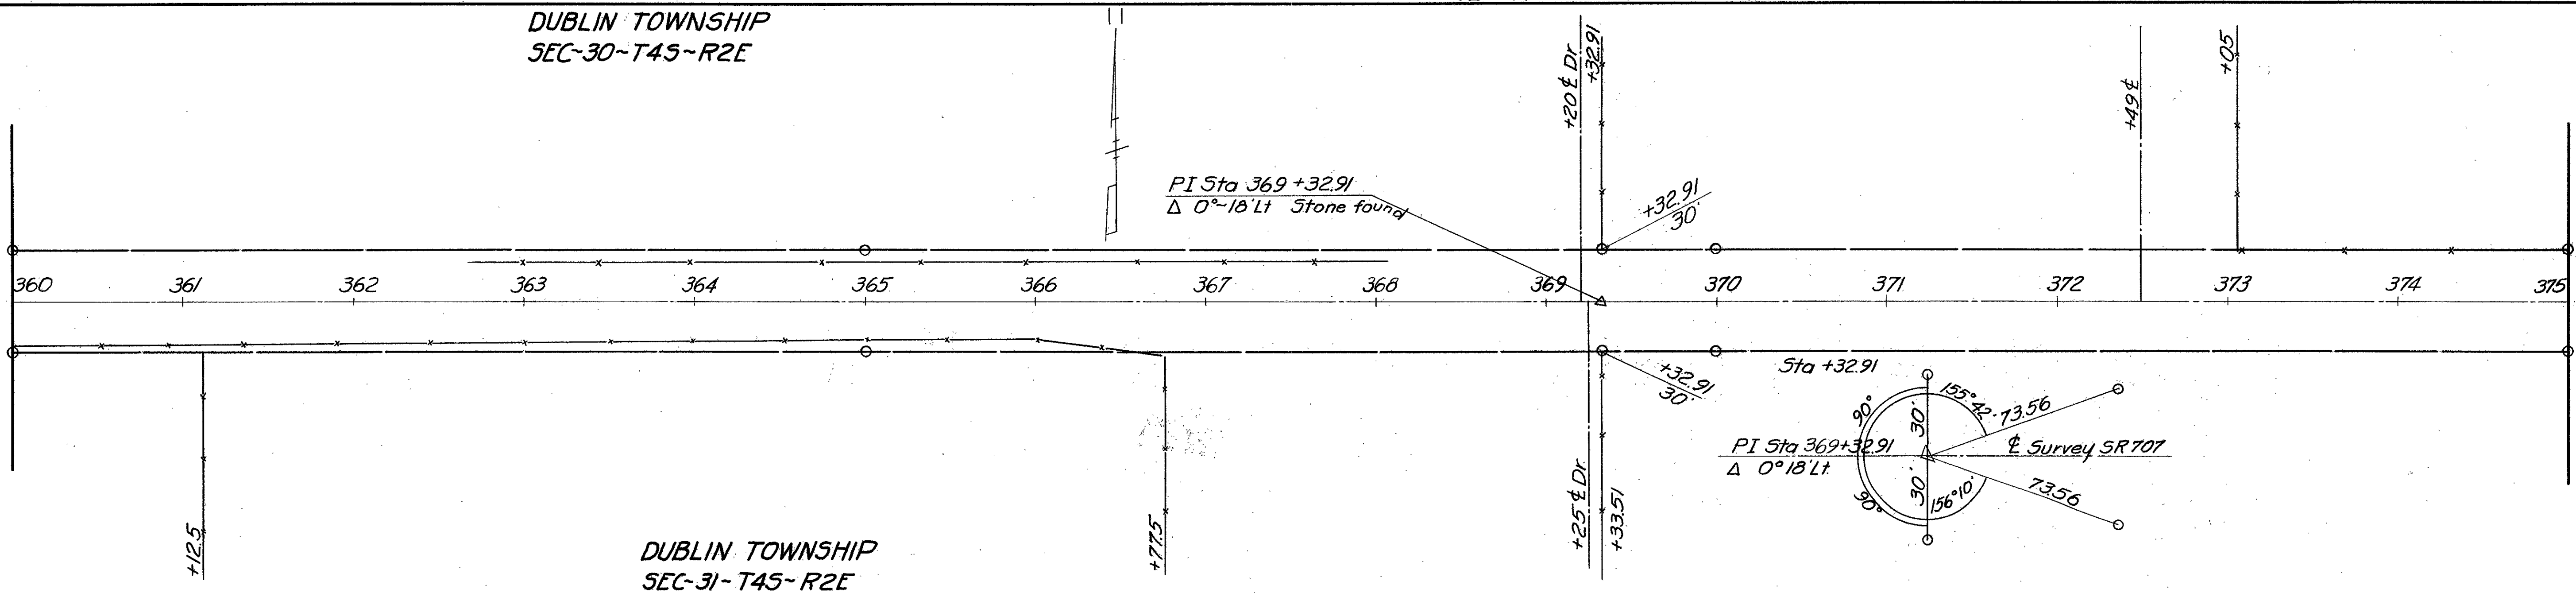 DUBLIN TOWNSHIP
SEC~30~T4S~R2E
+20 ℄ Dr
+32.91
+49 ℄
+05
PI Sta 369 +32.91
Δ 0°~18' Lt Stone found
+32.91
30'
360 361 362 363 364 365 366 367 368 369 370 371 372 373 374 375
+32.91
30'
Sta +32.91
155°42'
73.56
90°
30'
PI Sta 369+32.91
Δ 0°18' Lt.
℄ Survey SR 707
30'
90°
156°10'
73.56
+12.5
+77.5
+25 ℄ Dr.
+33.51
DUBLIN TOWNSHIP
SEC~31~T4S~R2E